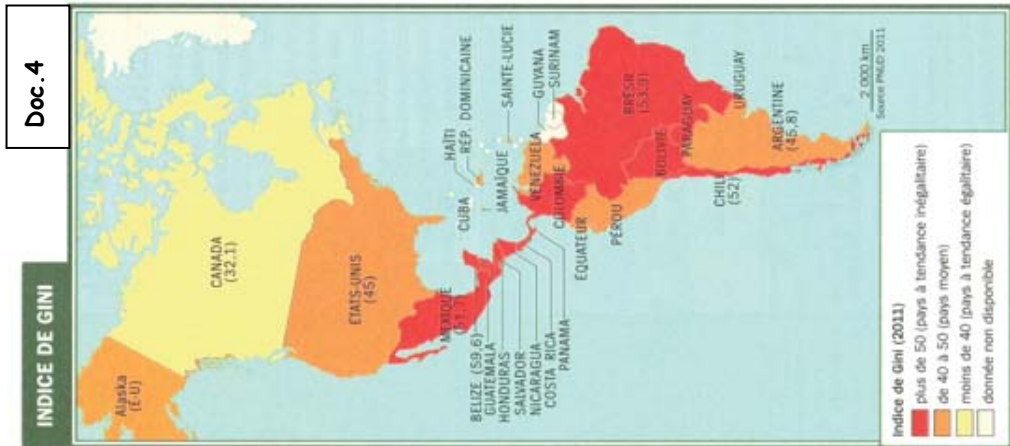 Doc.4
INDICE DE GINI
Alaska
(É-U)
CANADA
(32,1)
ÉTATS-UNIS
(45)
MEXIQUE
CUBA
HAÏTI
RÉP. DOMINICAINE
JAMAÏQUE
SAINTE-LUCIE
BELIZE (59,6)
GUATEMALA
HONDURAS
SALVADOR
NICARAGUA
COSTA RICA
PANAMA
VENEZUELA
GUYANA
SURINAM
COLOMBIE
ÉQUATEUR
PÉROU
BRÉSIL
BOLIVIE
PARAGUAY
CHILI
(52)
URUGUAY
ARGENTINE
(45,8)
2 000 km
Source PNUD 2011
Indice de Gini (2011)
plus de 50 (pays à tendance inégalitaire)
de 40 à 50 (pays moyen)
moins de 40 (pays à tendance égalitaire)
donnée non disponible